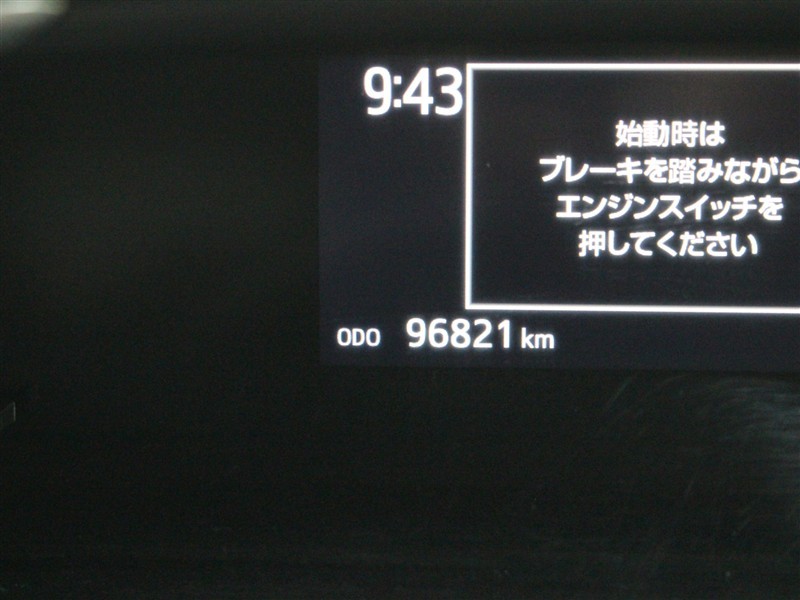 9:43
始動時は
ブレーキを踏みながら
エンジンスイッチを
押してください
ODO 96821 km